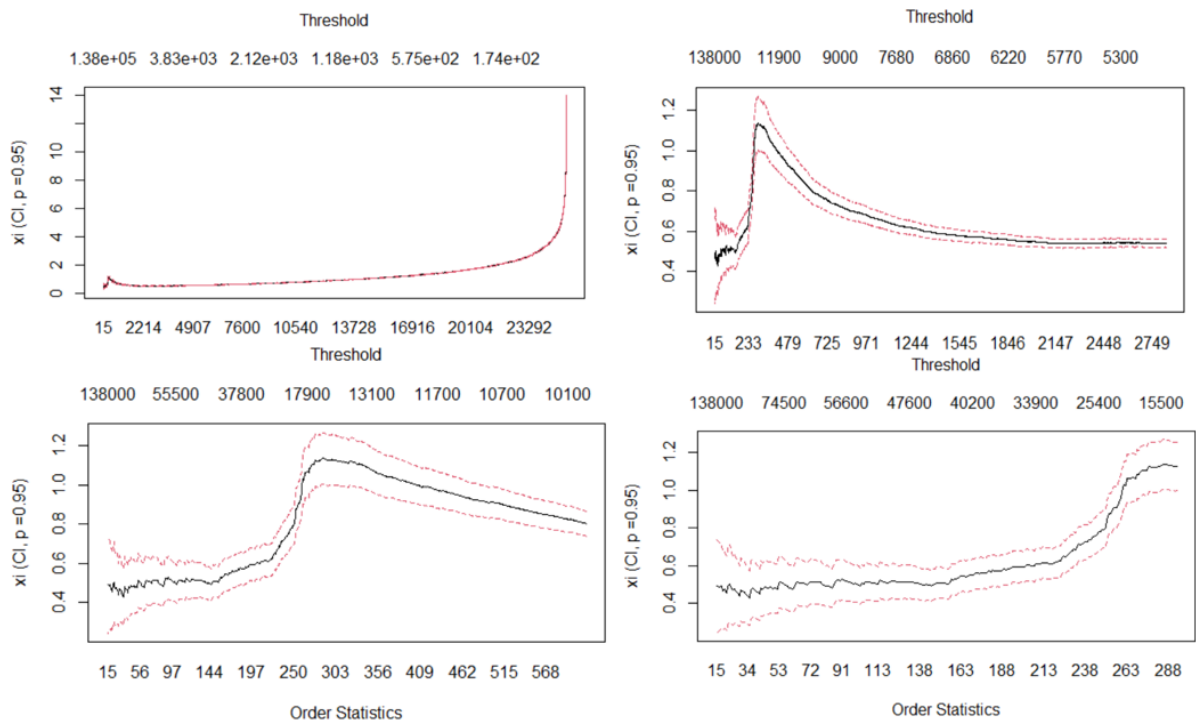 Threshold
1.38e+05 3.83e+03 2.12e+03 1.18e+03 5.75e+02 1.74e+02
xi (CI, p =0.95)
14
12
10
8
6
4
2
0
15 2214 4907 7600 10540 13728 16916 20104 23292
Threshold
138000 11900 9000 7680 6860 6220 5770 5300
xi (CI, p =0.95)
1.2
1.0
0.8
0.6
0.4
15 233 479 725 971 1244 1545 1846 2147 2448 2749
Threshold
138000 55500 37800 17900 13100 11700 10700 10100
xi (CI, p =0.95)
1.2
1.0
0.8
0.6
0.4
15 56 97 144 197 250 303 356 409 462 515 568
Order Statistics
Threshold
138000 74500 56600 47600 40200 33900 25400 15500
xi (CI, p =0.95)
1.2
1.0
0.8
0.6
0.4
15 34 53 72 91 113 138 163 188 213 238 263 288
Order Statistics